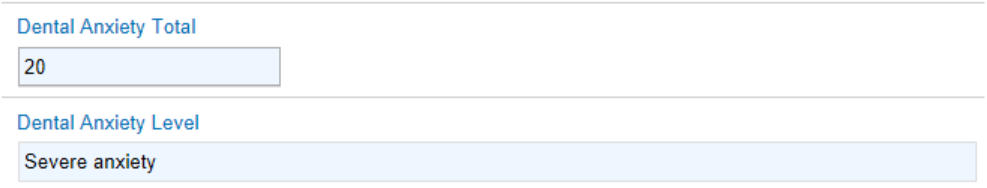 Dental Anxiety Total
20
Dental Anxiety Level
Severe anxiety